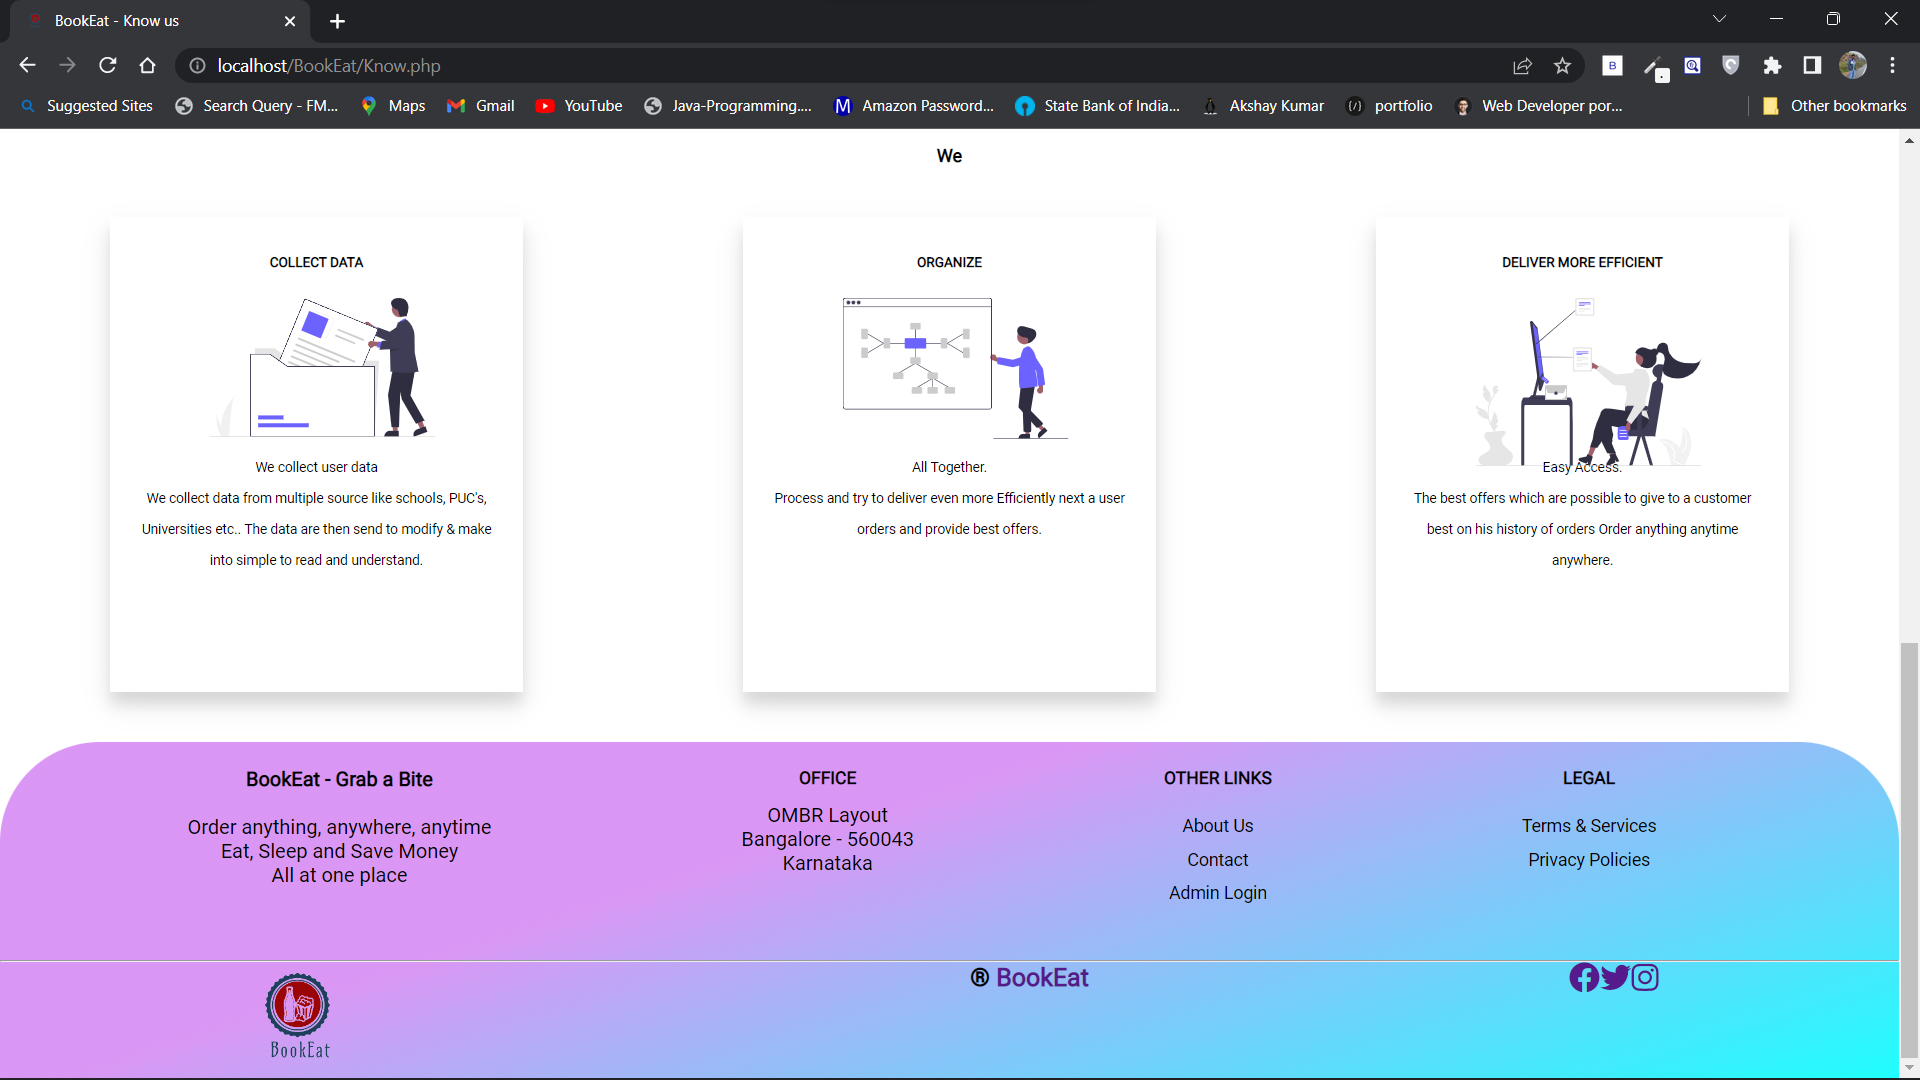 BookEat - Know us
localhost/BookEat/Know.php
Suggested Sites
Search Query - FM...
Maps
Gmail
YouTube
Java-Programming....
M
Amazon Password...
State Bank of India...
Akshay Kumar
portfolio
Web Developer por...
Other bookmarks
We
COLLECT DATA
We collect user data
We collect data from multiple source like schools, PUC's,
Universities etc.. The data are then send to modify & make
into simple to read and understand.
ORGANIZE
All Together.
Process and try to deliver even more Efficiently next a user
orders and provide best offers.
DELIVER MORE EFFICIENT
Easy Access.
The best offers which are possible to give to a customer
best on his history of orders Order anything anytime
anywhere.
BookEat - Grab a Bite
Order anything, anywhere, anytime
Eat, Sleep and Save Money
All at one place
OFFICE
OMBR Layout
Bangalore - 560043
Karnataka
OTHER LINKS
About Us
Contact
Admin Login
LEGAL
Terms & Services
Privacy Policies
BookEat
® BookEat